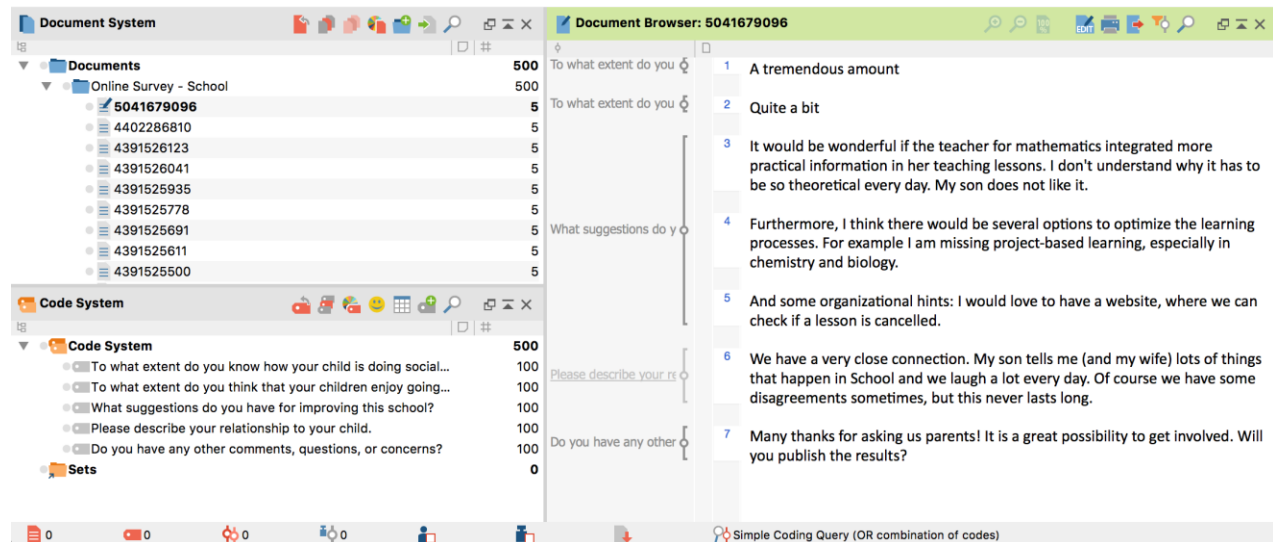 Document System
Documents 500
Online Survey - School 500
5041679096 5
4402286810 5
4391526123 5
4391526041 5
4391525935 5
4391525778 5
4391525691 5
4391525611 5
4391525500 5
Code System
Code System 500
To what extent do you know how your child is doing social... 100
To what extent do you think that your children enjoy going... 100
What suggestions do you have for improving this school? 100
Please describe your relationship to your child. 100
Do you have any other comments, questions, or concerns? 100
Sets 0
Document Browser: 5041679096
100
EDIT
To what extent do you
1 A tremendous amount
To what extent do you
2 Quite a bit
3 It would be wonderful if the teacher for mathematics integrated more
practical information in her teaching lessons. I don't understand why it has to
be so theoretical every day. My son does not like it.
What suggestions do y
4 Furthermore, I think there would be several options to optimize the learning
processes. For example I am missing project-based learning, especially in
chemistry and biology.
5 And some organizational hints: I would love to have a website, where we can
check if a lesson is cancelled.
Please describe your re
6 We have a very close connection. My son tells me (and my wife) lots of things
that happen in School and we laugh a lot every day. Of course we have some
disagreements sometimes, but this never lasts long.
Do you have any other
7 Many thanks for asking us parents! It is a great possibility to get involved. Will
you publish the results?
0 0 0 0 Simple Coding Query (OR combination of codes)